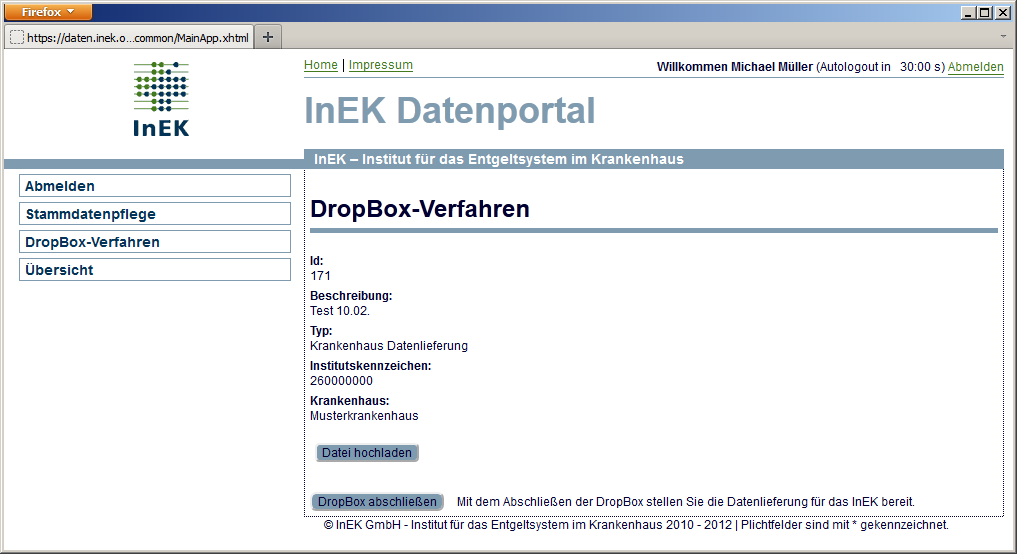 Firefox
https://daten.inek.o...common/MainApp.xhtml
InEK
Home | Impressum
Willkommen Michael Müller (Autologout in 30:00 s) Abmelden
InEK Datenportal
InEK – Institut für das Entgeltsystem im Krankenhaus
Abmelden
Stammdatenpflege
DropBox-Verfahren
Übersicht
DropBox-Verfahren
Id:
171
Beschreibung:
Test 10.02.
Typ:
Krankenhaus Datenlieferung
Institutskennzeichen:
260000000
Krankenhaus:
Musterkrankenhaus
Datei hochladen
DropBox abschließen Mit dem Abschließen der DropBox stellen Sie die Datenlieferung für das InEK bereit.
© InEK GmbH - Institut für das Entgeltsystem im Krankenhaus 2010 - 2012 | Plichtfelder sind mit * gekennzeichnet.